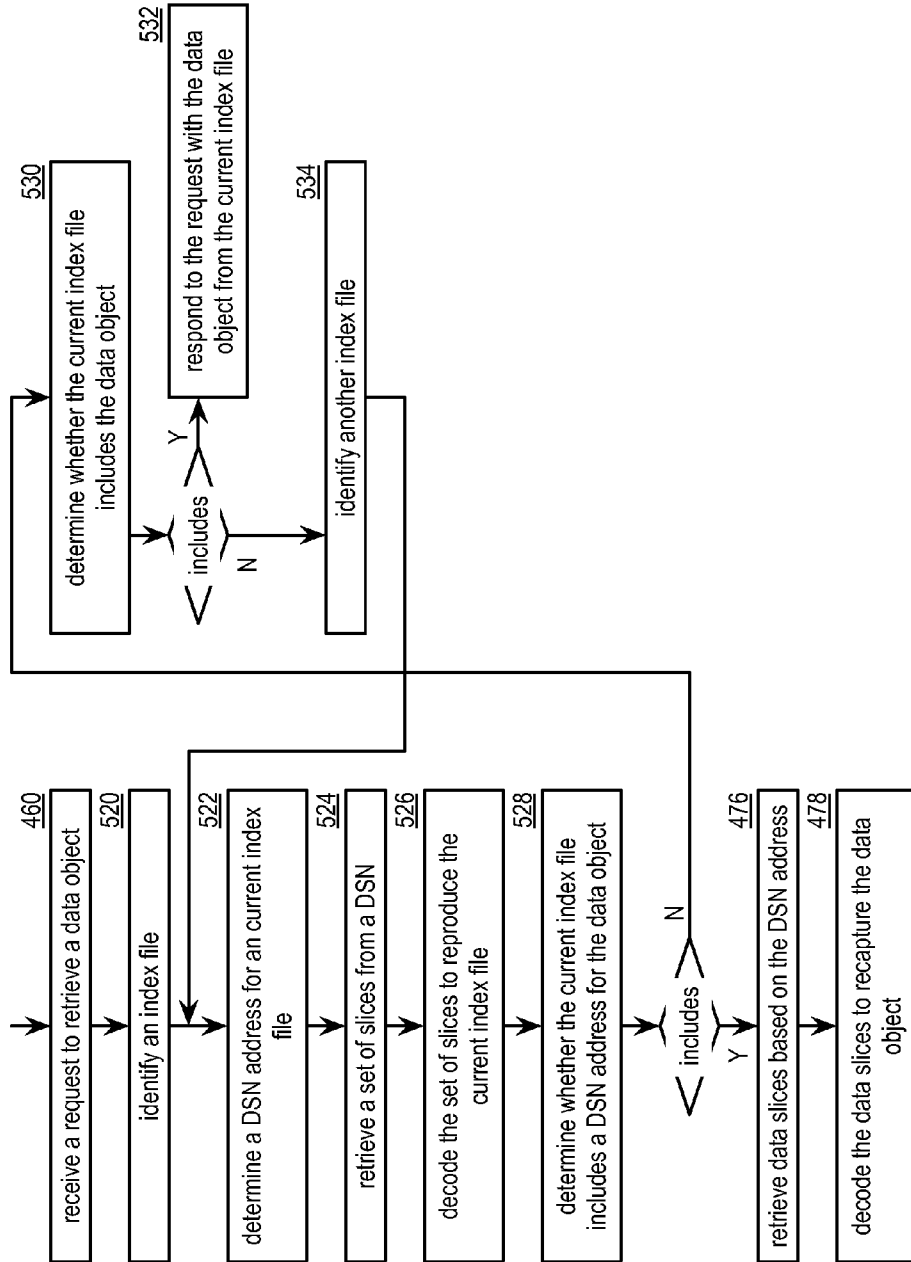 460
receive a request to retrieve a data object
520
identify an index file
522
determine a DSN address for an current index
file
524
retrieve a set of slices from a DSN
526
decode the set of slices to reproduce the
current index file
528
determine whether the current index file
includes a DSN address for the data object
includes
N
Y
476
retrieve data slices based on the DSN address
478
decode the data slices to recapture the data
object
530
determine whether the current index file
includes the data object
includes
Y
N
532
respond to the request with the data
object from the current index file
534
identify another index file